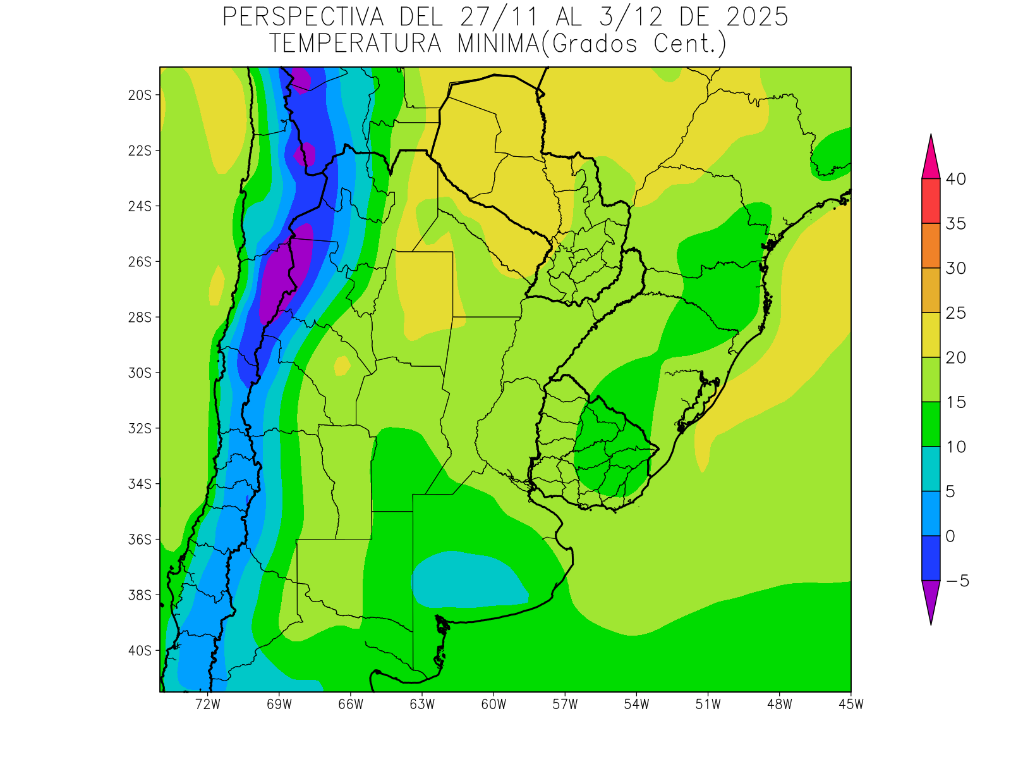 PERSPECTIVA DEL 27/11 AL 3/12 DE 2025
TEMPERATURA MINIMA(Grados Cent.)
20S
22S
24S
26S
28S
30S
32S
34S
36S
38S
40S
72W 69W 66W 63W 60W 57W 54W 51W 48W 45W
40
35
30
25
20
15
10
5
0
−5